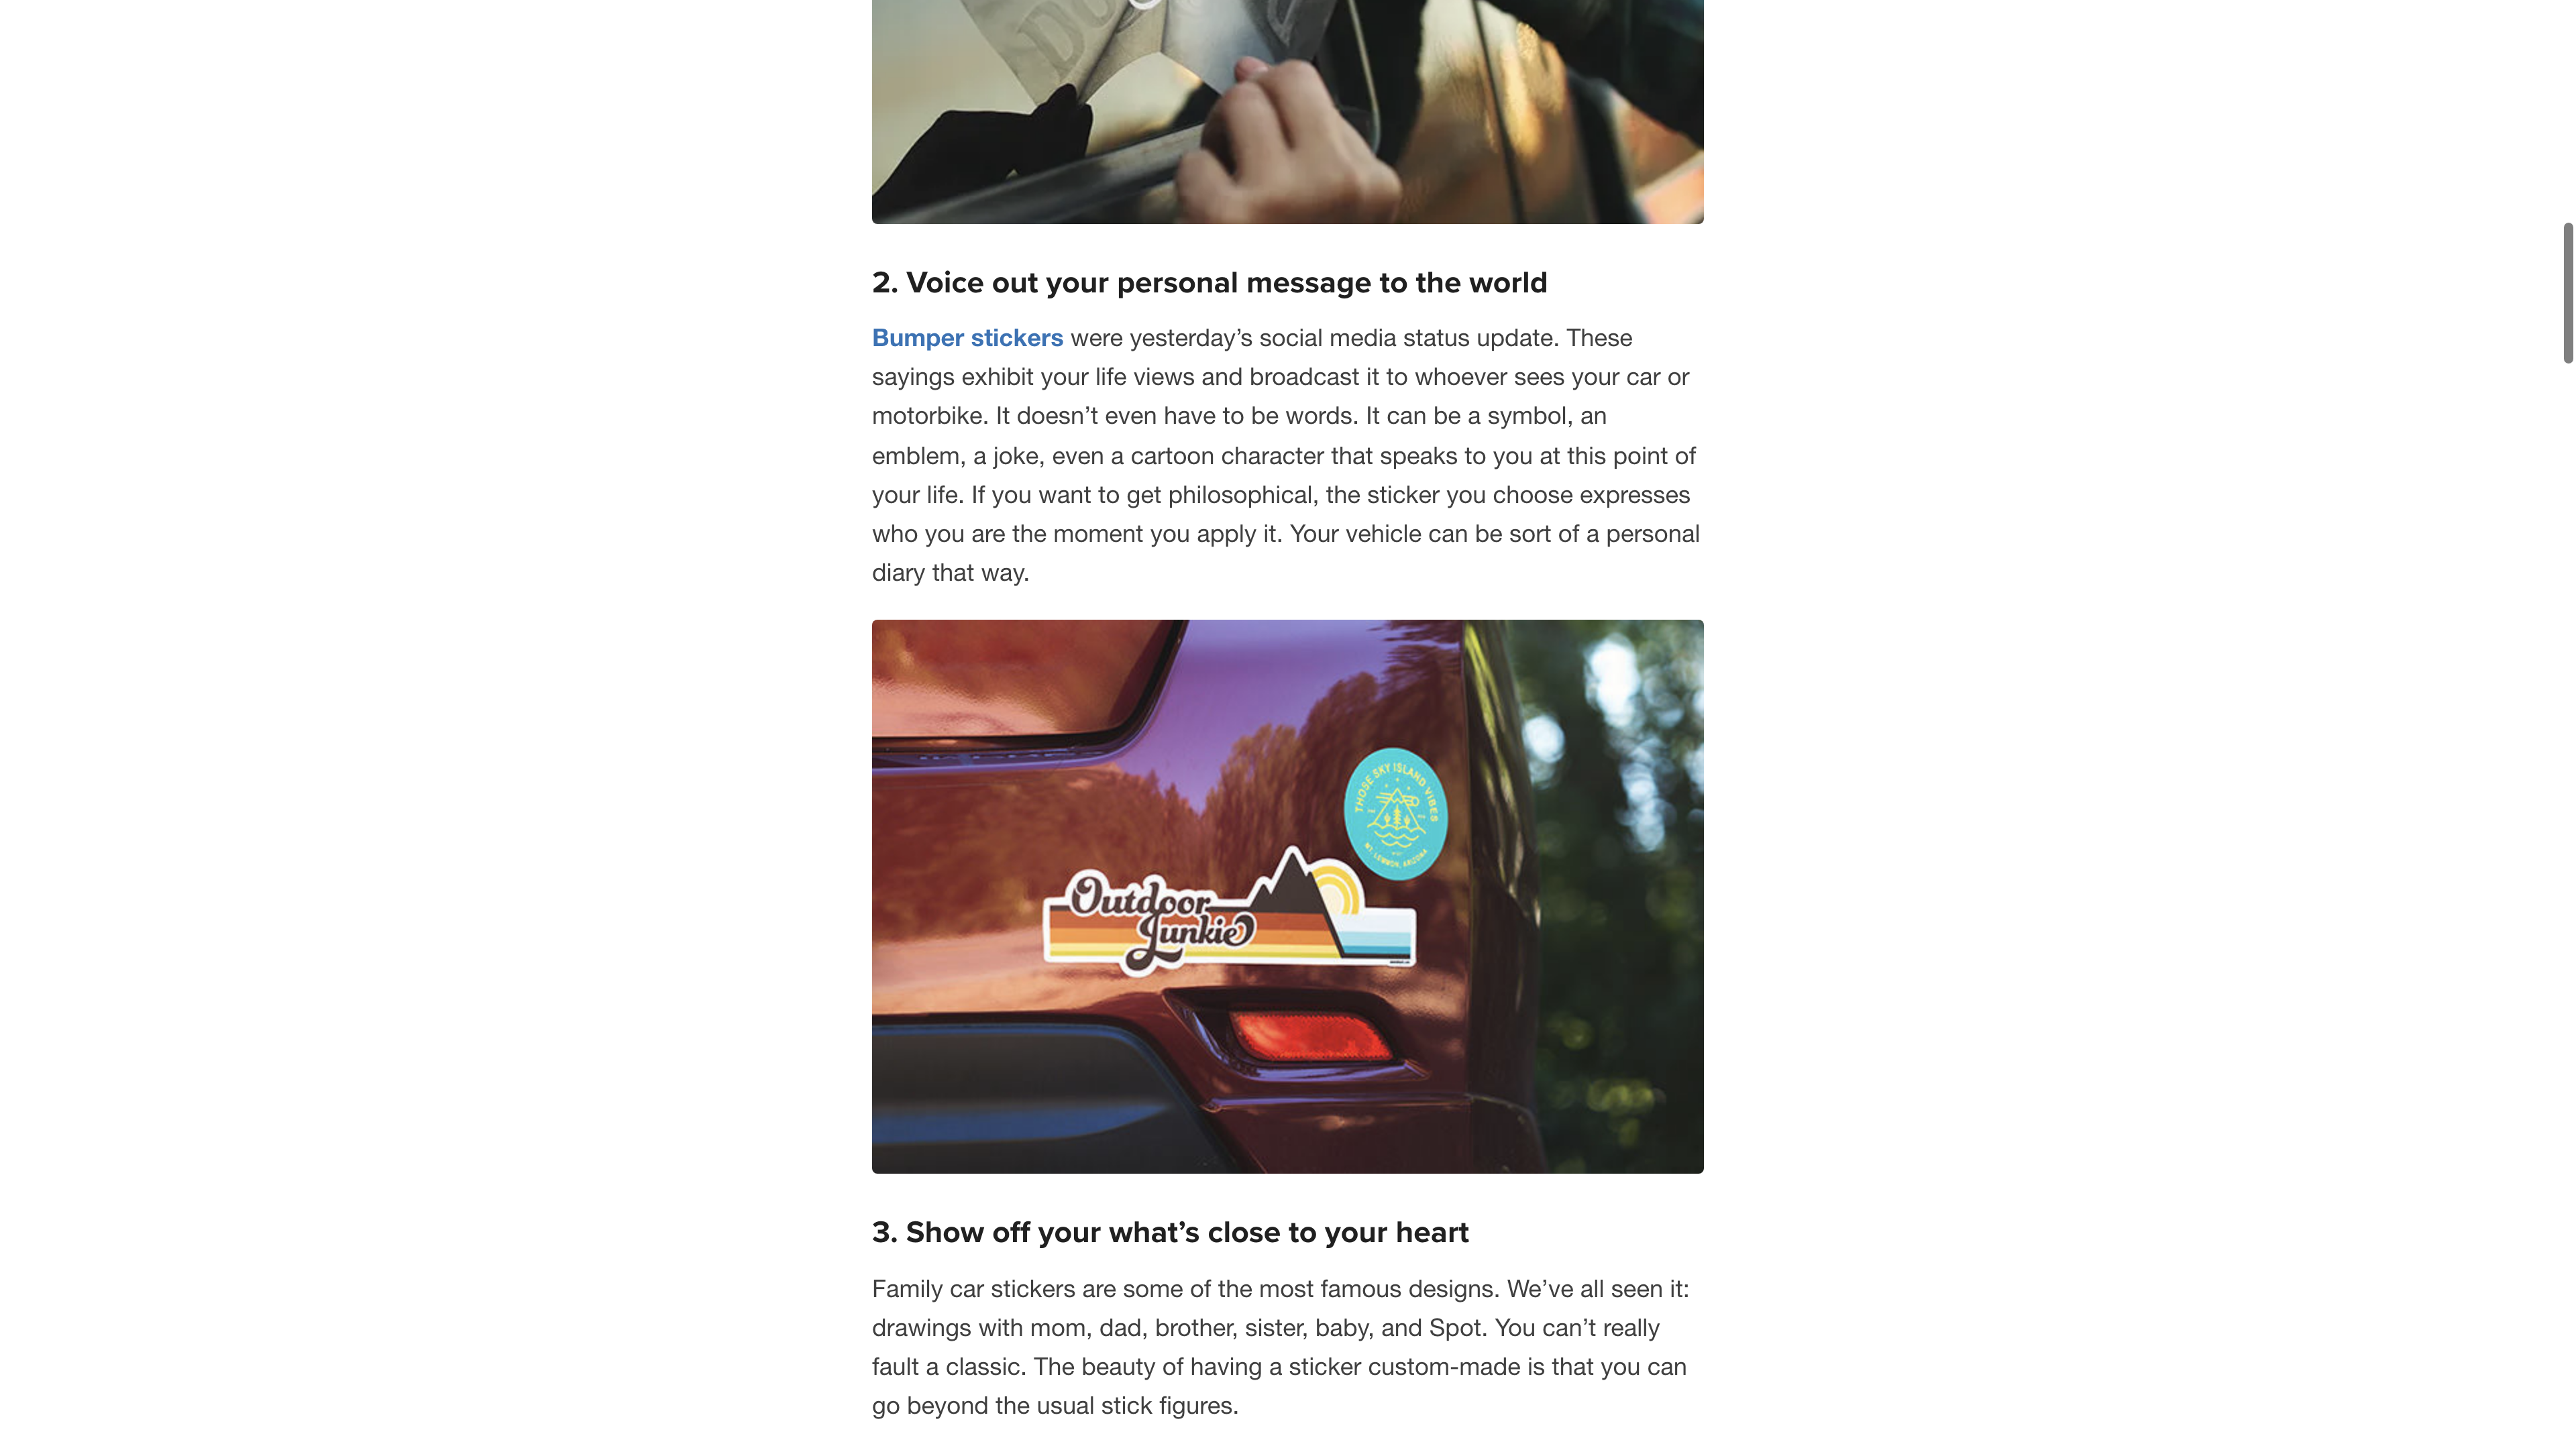 2. Voice out your personal message to the world
Bumper stickers were yesterday’s social media status update. These
sayings exhibit your life views and broadcast it to whoever sees your car or
motorbike. It doesn’t even have to be words. It can be a symbol, an
emblem, a joke, even a cartoon character that speaks to you at this point of
your life. If you want to get philosophical, the sticker you choose expresses
who you are the moment you apply it. Your vehicle can be sort of a personal
diary that way.
THOSE SKY ISLAND VIBES
MT. LEMMON, ARIZONA
Outdoor
Junkie
3. Show off your what’s close to your heart
Family car stickers are some of the most famous designs. We’ve all seen it:
drawings with mom, dad, brother, sister, baby, and Spot. You can’t really
fault a classic. The beauty of having a sticker custom-made is that you can
go beyond the usual stick figures.